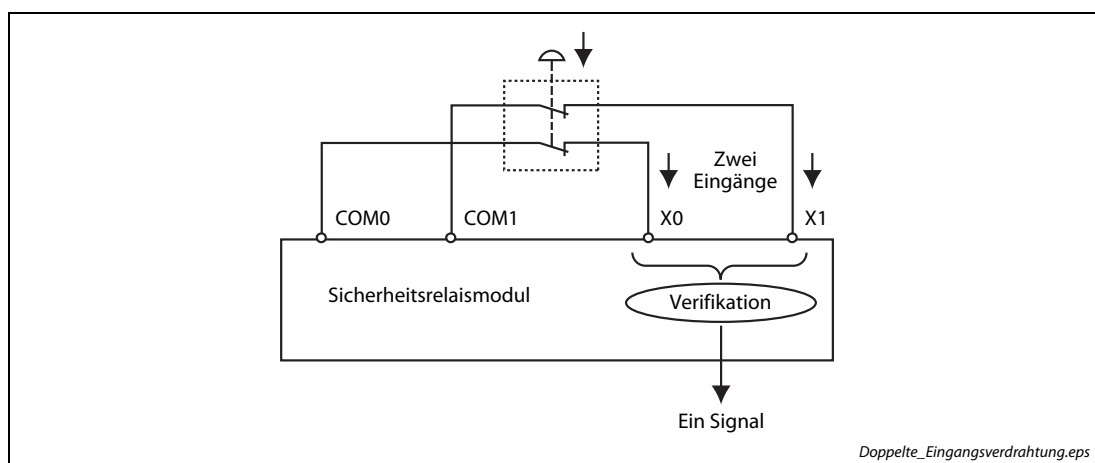 Zwei
Eingänge
COM0
COM1
X0
X1
Sicherheitsrelaismodul
Verifikation
Ein Signal
Doppelte_Eingangsverdrahtung.eps